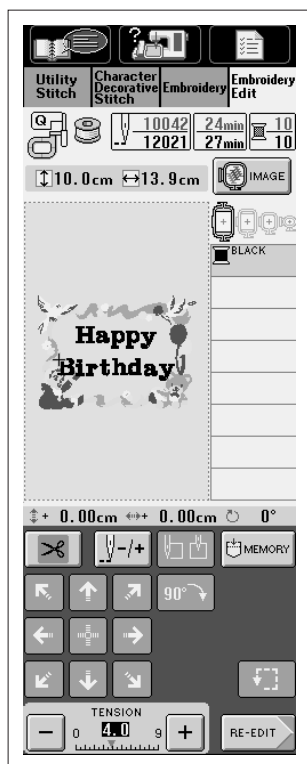 ?
Utility Stitch
Character Decorative Stitch
Embroidery
Embroidery Edit
Q
10042
12021
24min
27min
10
10
10.0cm 13.9cm
IMAGE
BLACK
Happy
Birthday
+ 0.00cm + 0.00cm 0°
-/+
MEMORY
90°
TENSION
- 0 4.0 9 +
RE-EDIT